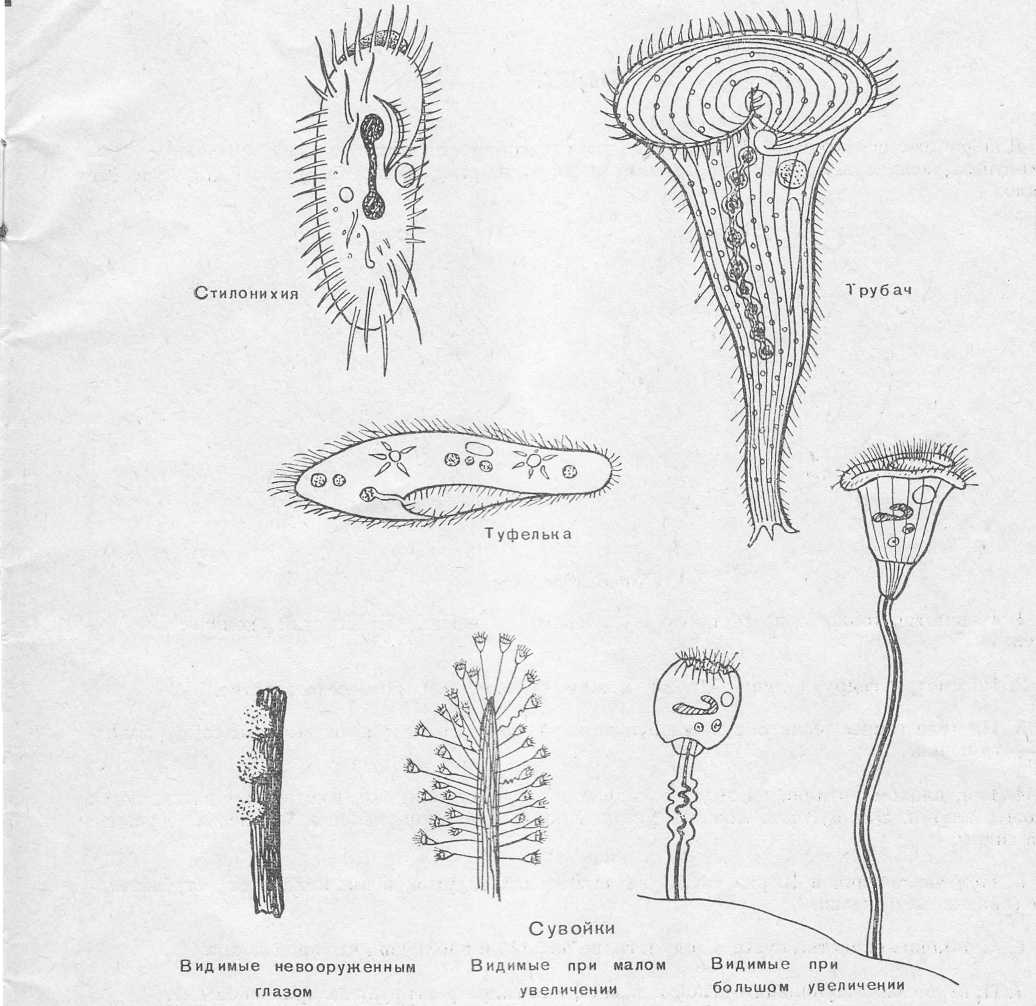 Стилонихия
Трубач
Туфелька
Сувойки
Видимые невооруженным
глазом
Видимые при малом
увеличении
Видимые при
большом увеличении